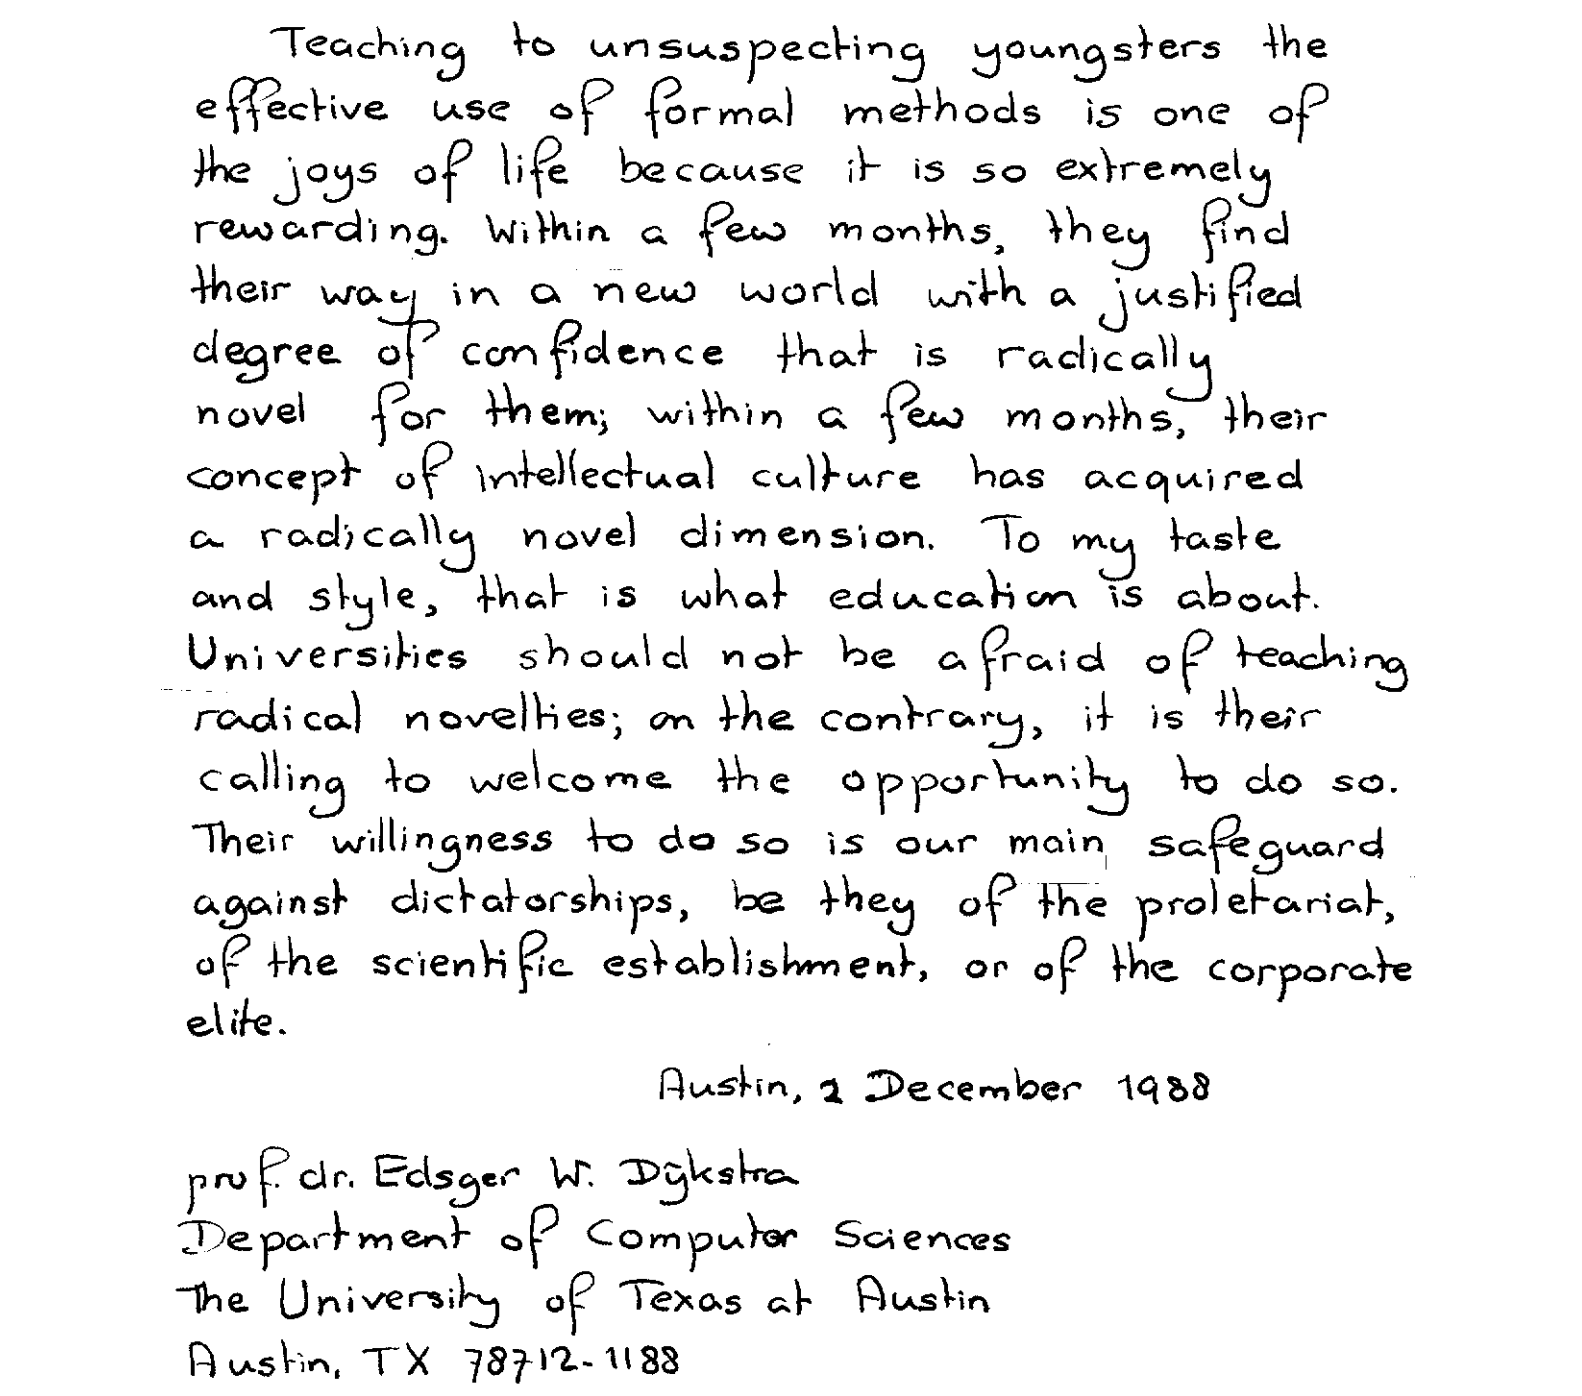 Teaching to unsuspecting youngsters the
effective use of formal methods is one of
the joys of life because it is so extremely
rewarding. Within a few months, they find
their way in a new world with a justified
degree of confidence that is radically
novel for them; within a few months, their
concept of intellectual culture has acquired
a radically novel dimension. To my taste
and style, that is what education is about.
Universities should not be afraid of teaching
radical novelties; on the contrary, it is their
calling to welcome the opportunity to do so.
Their willingness to do so is our main safeguard
against dictatorships, be they of the proletariat,
of the scientific establishment, or of the corporate
elite.
Austin, 2 December 1988
prof. dr. Edsger W. Dijkstra
Department of Computer Sciences
The University of Texas at Austin
Austin, TX 78712-1188